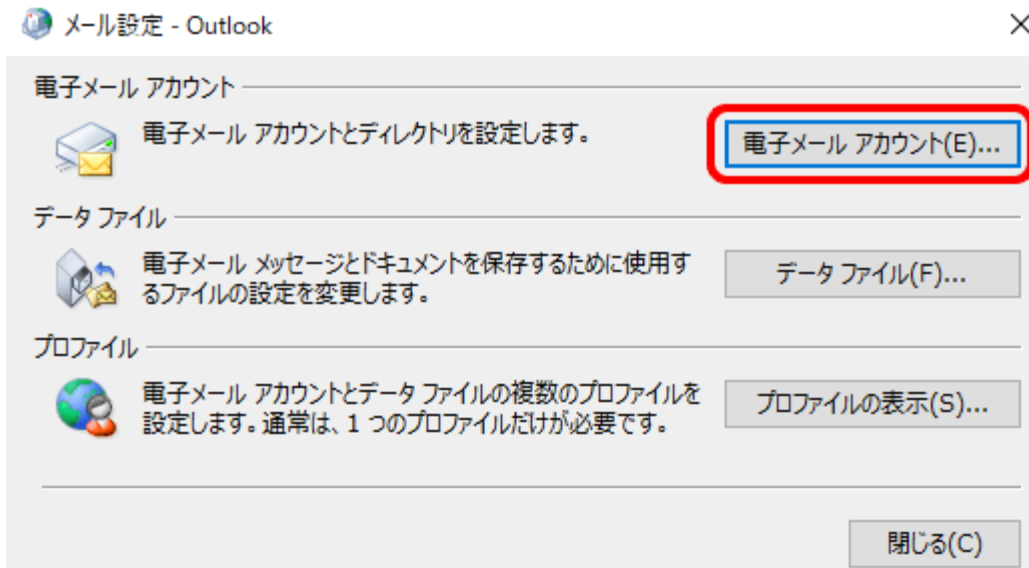 メール設定 - Outlook
電子メール アカウント
電子メール アカウントとディレクトリを設定します。
電子メール アカウント(E)...
データ ファイル
電子メール メッセージとドキュメントを保存するために使用す
るファイルの設定を変更します。
データ ファイル(F)...
プロファイル
電子メール アカウントとデータ ファイルの複数のプロファイルを
設定します。通常は、1 つのプロファイルだけが必要です。
プロファイルの表示(S)...
閉じる(C)